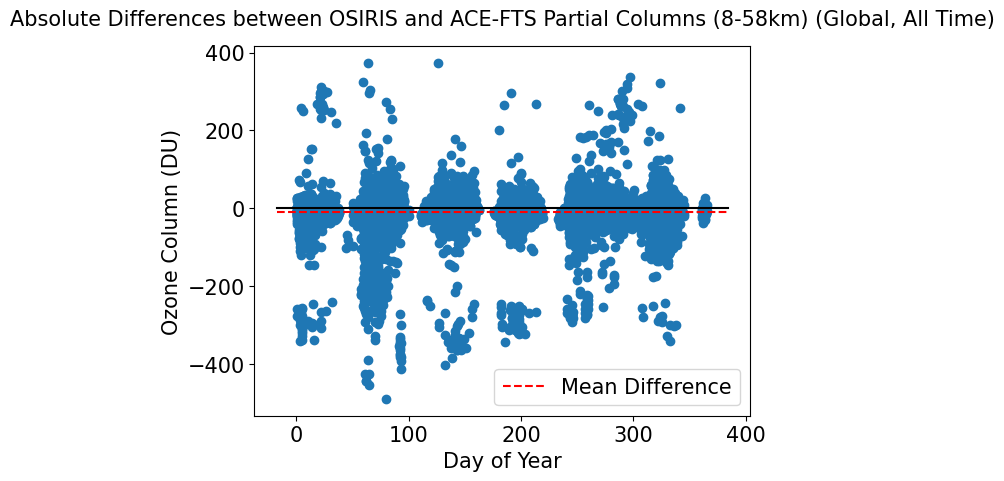 Absolute Differences between OSIRIS and ACE-FTS Partial Columns (8-58km) (Global, All Time)
Ozone Column (DU)
400
200
0
−200
−400
Mean Difference
0 100 200 300 400
Day of Year